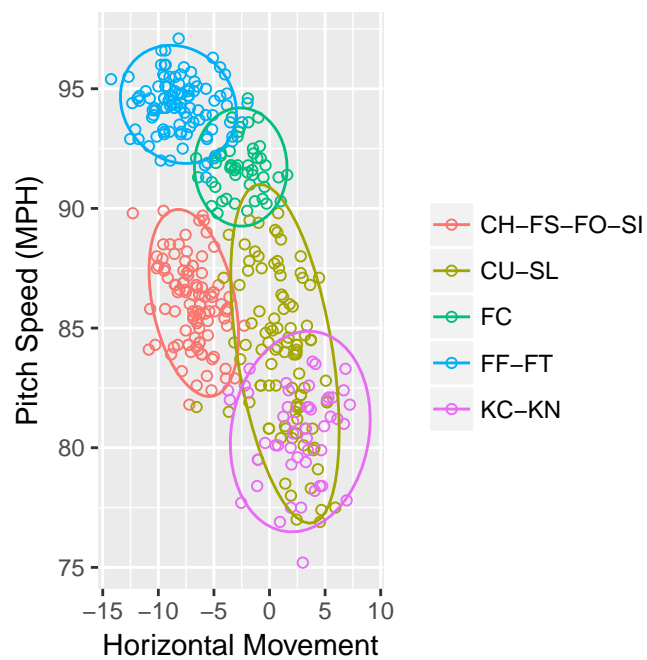 95
90
85
80
75
−15 −10 −5 0 5 10
Horizontal Movement
Pitch Speed (MPH)
CH−FS−FO−SI
CU−SL
FC
FF−FT
KC−KN